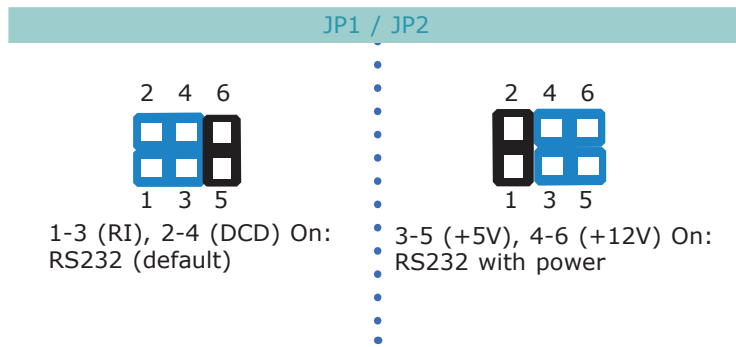 JP1 / JP2
2 4 6
1 3 5
1-3 (RI), 2-4 (DCD) On:
RS232 (default)
2 4 6
1 3 5
3-5 (+5V), 4-6 (+12V) On:
RS232 with power